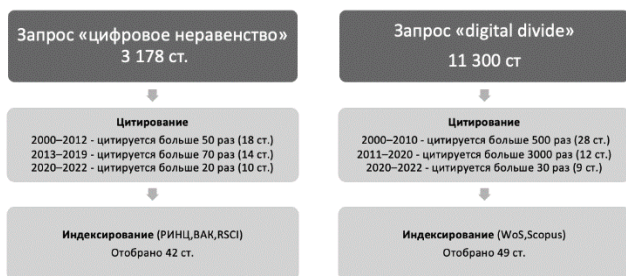 Запрос «цифровое неравенство»
3 178 ст.
Цитирование
2000–2012 - цитируется больше 50 раз (18 ст.)
2013–2019 - цитируется больше 70 раз (14 ст.)
2020–2022 - цитируется больше 20 раз (10 ст.)
Индексирование (РИНЦ,ВАК,RSCI)
Отобрано 42 ст.
Запрос «digital divide»
11 300 ст
Цитирование
2000–2010 - цитируется больше 500 раз (28 ст.)
2011–2020 - цитируется больше 3000 раз (12 ст.)
2020–2022 - цитируется больше 30 раз (9 ст.)
Индексирование (WoS,Scopus)
Отобрано 49 ст.